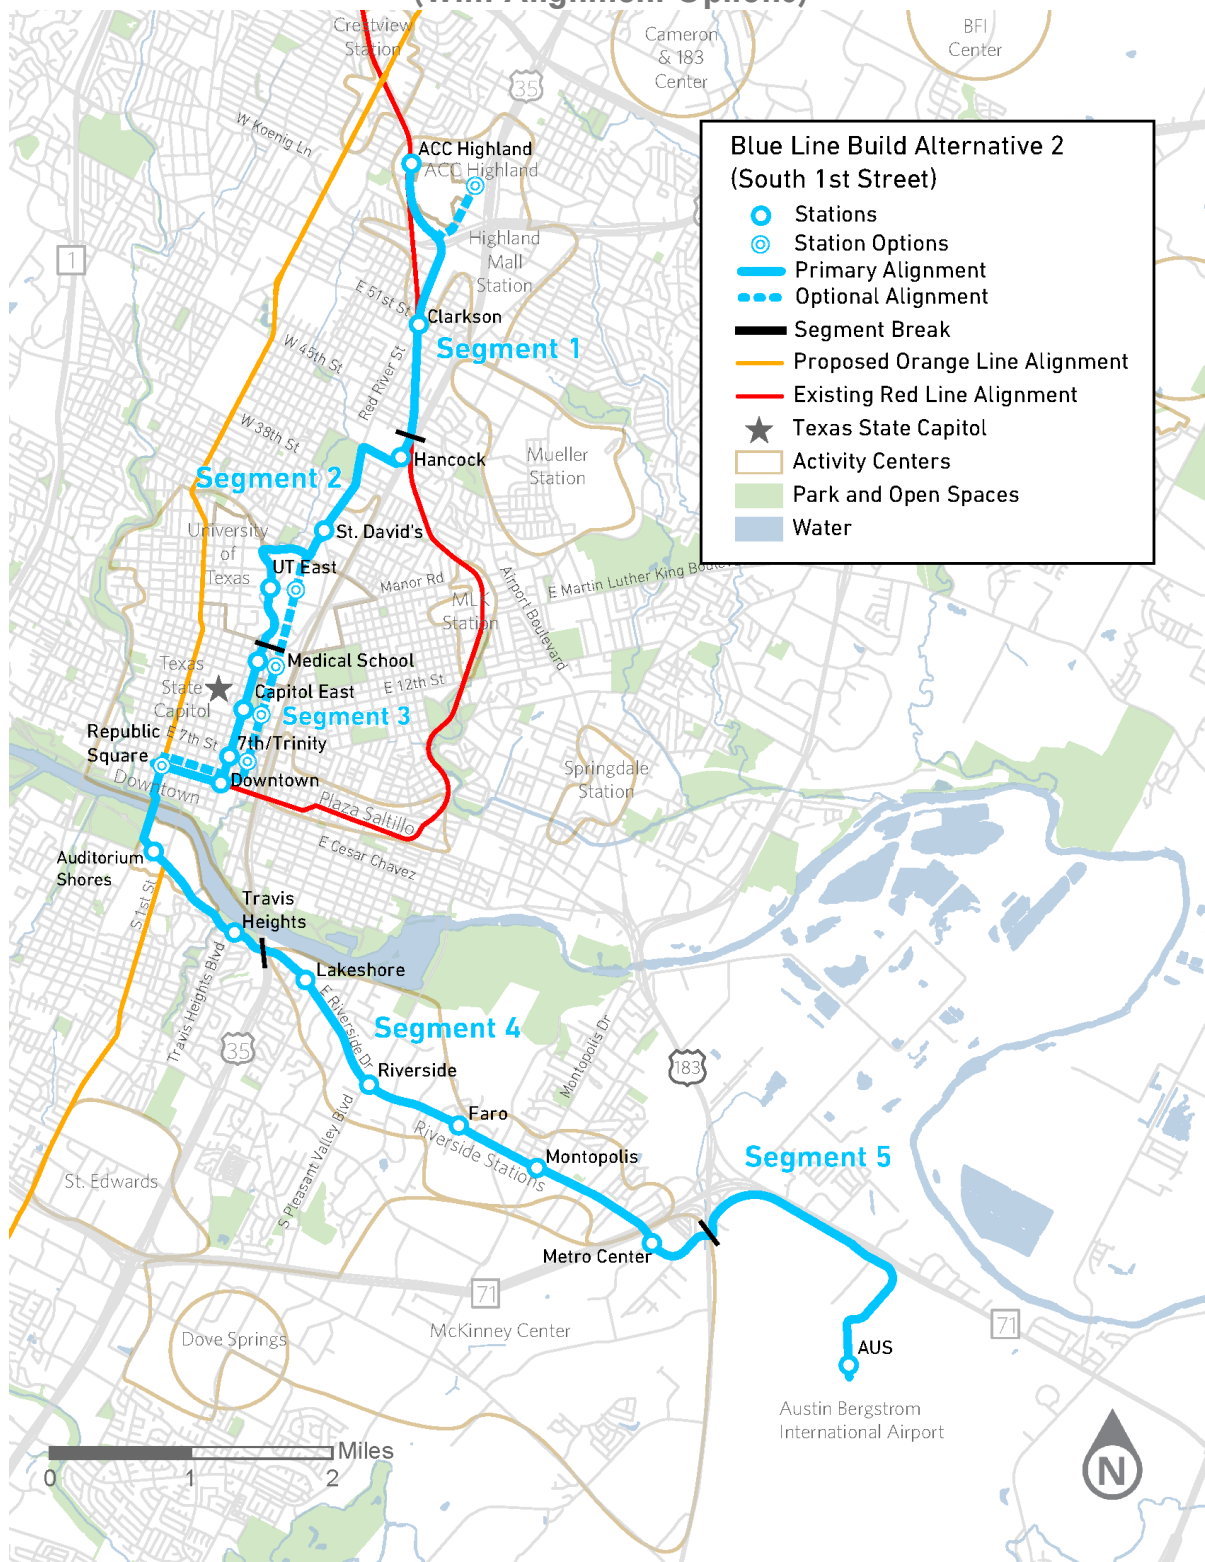 (With Alignment Options)
Crestview
Station
Cameron
& 183
Center
BFI
Center
35
W Koenig Ln
ACC Highland
ACC Highland
Highland
Mall
Station
1
E 51st St
Clarkson
Segment 1
W 45th St
Red River St
W 38th St
Hancock
Mueller
Station
Segment 2
University
of
Texas
St. David's
UT East
Manor Rd
MLK
Station
Airport Boulevard
E Martin Luther King Boulevard
Medical School
Texas
State
Capitol
Capitol East
E 12th St
Segment 3
Republic
Square
E 7th St
7th/Trinity
Downtown
Downtown
Plaza Saltillo
Springdale
Station
E Cesar Chavez
Auditorium
Shores
S 1st St
Travis
Heights
Travis Heights Blvd
Lakeshore
E Riverside Dr
Segment 4
35
Montopolis Dr
183
Riverside
S Pleasant Valley Blvd
Faro
Riverside Stations
Montopolis
Segment 5
St. Edwards
Metro Center
71
McKinney Center
71
Dove Springs
AUS
Austin Bergstrom
International Airport
Miles
0 1 2
N
Blue Line Build Alternative 2
(South 1st Street)
Stations
Station Options
Primary Alignment
Optional Alignment
Segment Break
Proposed Orange Line Alignment
Existing Red Line Alignment
Texas State Capitol
Activity Centers
Park and Open Spaces
Water